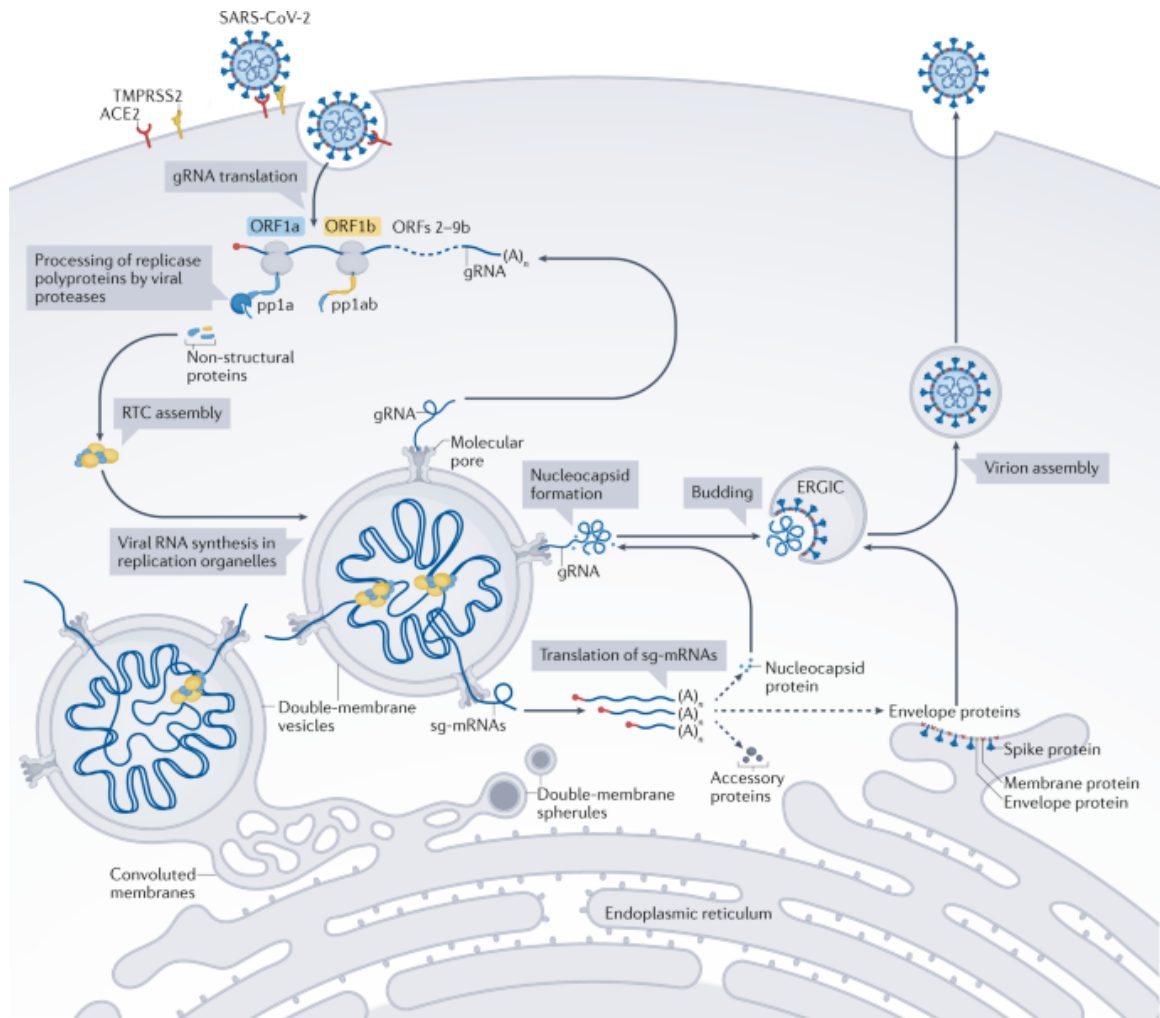 SARS-CoV-2
TMPRSS2
ACE2
gRNA translation
ORF1a
ORF1b
ORFs 2–9b
(A)n
gRNA
Processing of replicase
polyproteins by viral
proteases
pp1a
pp1ab
Non-structural
proteins
RTC assembly
gRNA
Molecular
pore
Nucleocapsid
formation
Budding
ERGIC
Virion assembly
Viral RNA synthesis in
replication organelles
gRNA
Translation of sg-mRNAs
Nucleocapsid
protein
Double-membrane
vesicles
sg-mRNAs
(A)n
(A)n
(A)n
Envelope proteins
Spike protein
Membrane protein
Envelope protein
Accessory
proteins
Double-membrane
spherules
Convoluted
membranes
Endoplasmic reticulum